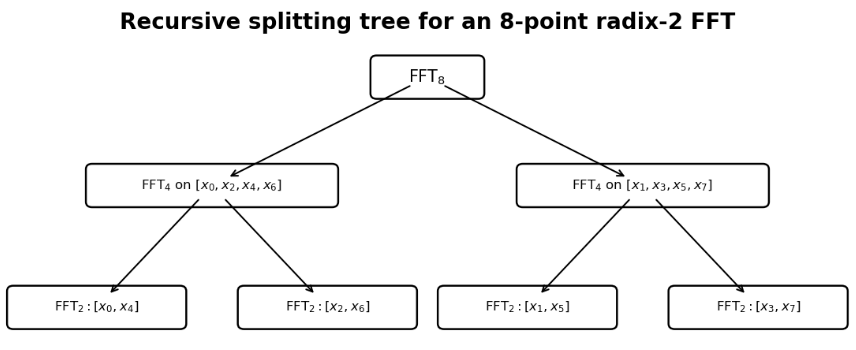 Recursive splitting tree for an 8-point radix-2 FFT
FFT₈
FFT₄ on [x₀, x₂, x₄, x₆]
FFT₄ on [x₁, x₃, x₅, x₇]
FFT₂ : [x₀, x₄]
FFT₂ : [x₂, x₆]
FFT₂ : [x₁, x₅]
FFT₂ : [x₃, x₇]